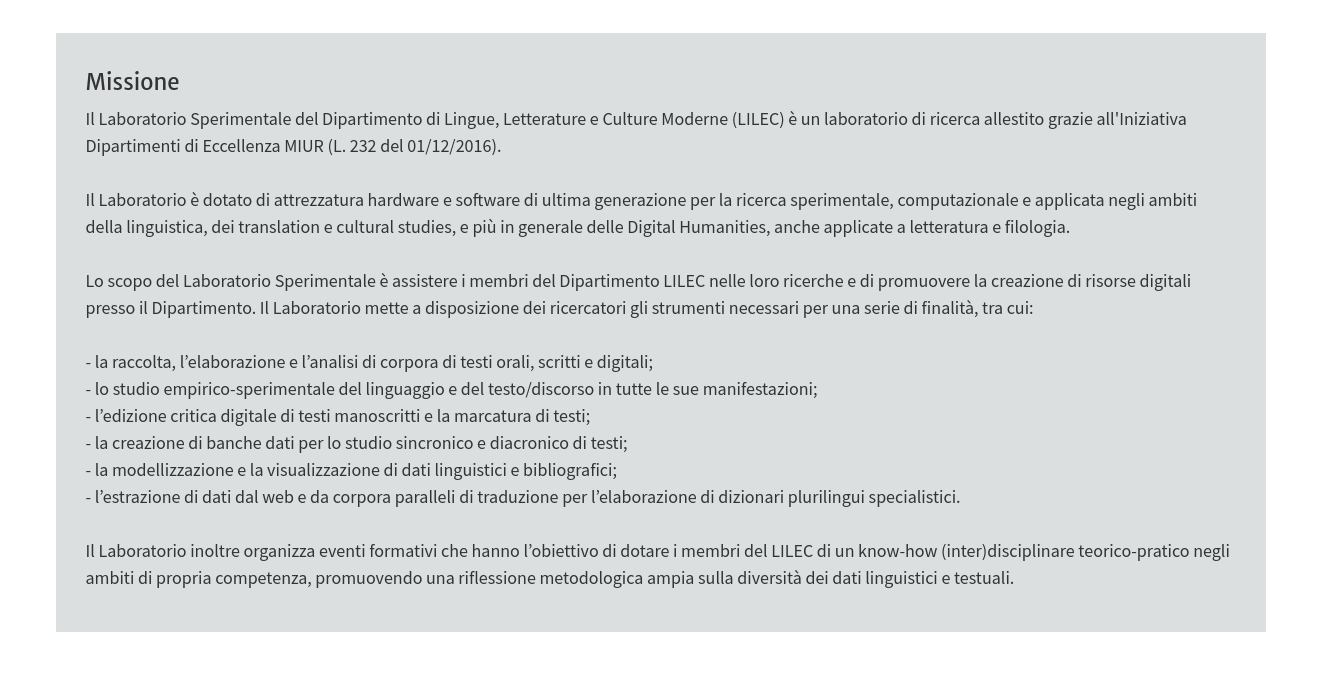 Missione
Il Laboratorio Sperimentale del Dipartimento di Lingue, Letterature e Culture Moderne (LILEC) è un laboratorio di ricerca allestito grazie all'Iniziativa
Dipartimenti di Eccellenza MIUR (L. 232 del 01/12/2016).
Il Laboratorio è dotato di attrezzatura hardware e software di ultima generazione per la ricerca sperimentale, computazionale e applicata negli ambiti
della linguistica, dei translation e cultural studies, e più in generale delle Digital Humanities, anche applicate a letteratura e filologia.
Lo scopo del Laboratorio Sperimentale è assistere i membri del Dipartimento LILEC nelle loro ricerche e di promuovere la creazione di risorse digitali
presso il Dipartimento. Il Laboratorio mette a disposizione dei ricercatori gli strumenti necessari per una serie di finalità, tra cui:
- la raccolta, l’elaborazione e l’analisi di corpora di testi orali, scritti e digitali;
- lo studio empirico-sperimentale del linguaggio e del testo/discorso in tutte le sue manifestazioni;
- l’edizione critica digitale di testi manoscritti e la marcatura di testi;
- la creazione di banche dati per lo studio sincronico e diacronico di testi;
- la modellizzazione e la visualizzazione di dati linguistici e bibliografici;
- l’estrazione di dati dal web e da corpora paralleli di traduzione per l’elaborazione di dizionari plurilingui specialistici.
Il Laboratorio inoltre organizza eventi formativi che hanno l’obiettivo di dotare i membri del LILEC di un know-how (inter)disciplinare teorico-pratico negli
ambiti di propria competenza, promuovendo una riflessione metodologica ampia sulla diversità dei dati linguistici e testuali.